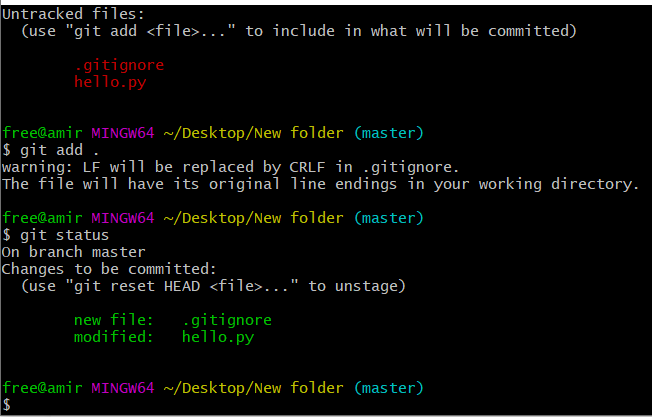 Untracked files:
  (use "git add <file>..." to include in what will be committed)
        .gitignore
        hello.py
free@amir MINGW64 ~/Desktop/New folder (master)
$ git add .
warning: LF will be replaced by CRLF in .gitignore.
The file will have its original line endings in your working directory.
free@amir MINGW64 ~/Desktop/New folder (master)
$ git status
On branch master
Changes to be committed:
  (use "git reset HEAD <file>..." to unstage)
        new file:   .gitignore
        modified:   hello.py
free@amir MINGW64 ~/Desktop/New folder (master)
$